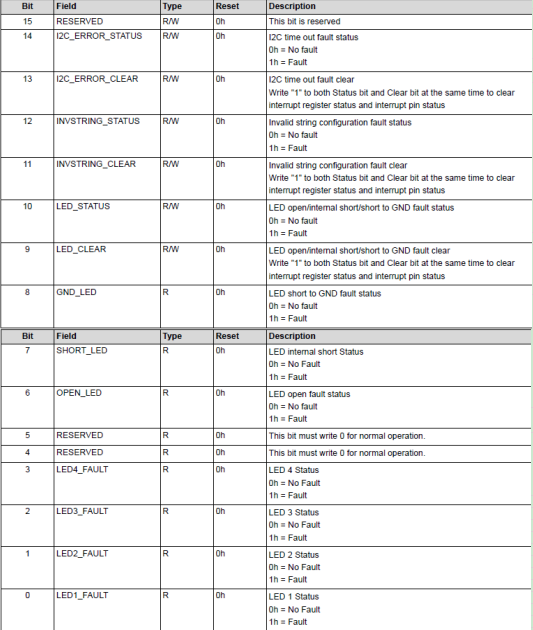 Bit Field Type Reset Description
15 RESERVED R/W 0h This bit is reserved
14 I2C_ERROR_STATUS R/W 0h I2C time out fault status
0h = No fault
1h = Fault
13 I2C_ERROR_CLEAR R/W 0h I2C time out fault clear
Write "1" to both Status bit and Clear bit at the same time to clear
interrupt register status and interrupt pin status
12 INVSTRING_STATUS R/W 0h Invalid string configuration fault status
0h = No fault
1h = Fault
11 INVSTRING_CLEAR R/W 0h Invalid string configuration fault clear
Write "1" to both Status bit and Clear bit at the same time to clear
interrupt register status and interrupt pin status
10 LED_STATUS R/W 0h LED open/internal short/short to GND fault status
0h = No fault
1h = Fault
9 LED_CLEAR R/W 0h LED open/internal short/short to GND fault clear
Write "1" to both Status bit and Clear bit at the same time to clear
interrupt register status and interrupt pin status
8 GND_LED R 0h LED short to GND fault status
0h = No fault
1h = Fault
Bit Field Type Reset Description
7 SHORT_LED R 0h LED internal short Status
0h = No Fault
1h = Fault
6 OPEN_LED R 0h LED open fault status
0h = No fault
1h = Fault
5 RESERVED R 0h This bit must write 0 for normal operation.
4 RESERVED R 0h This bit must write 0 for normal operation.
3 LED4_FAULT R 0h LED 4 Status
0h = No Fault
1h = Fault
2 LED3_FAULT R 0h LED 3 Status
0h = No Fault
1h = Fault
1 LED2_FAULT R 0h LED 2 Status
0h = No Fault
1h = Fault
0 LED1_FAULT R 0h LED 1 Status
0h = No Fault
1h = Fault